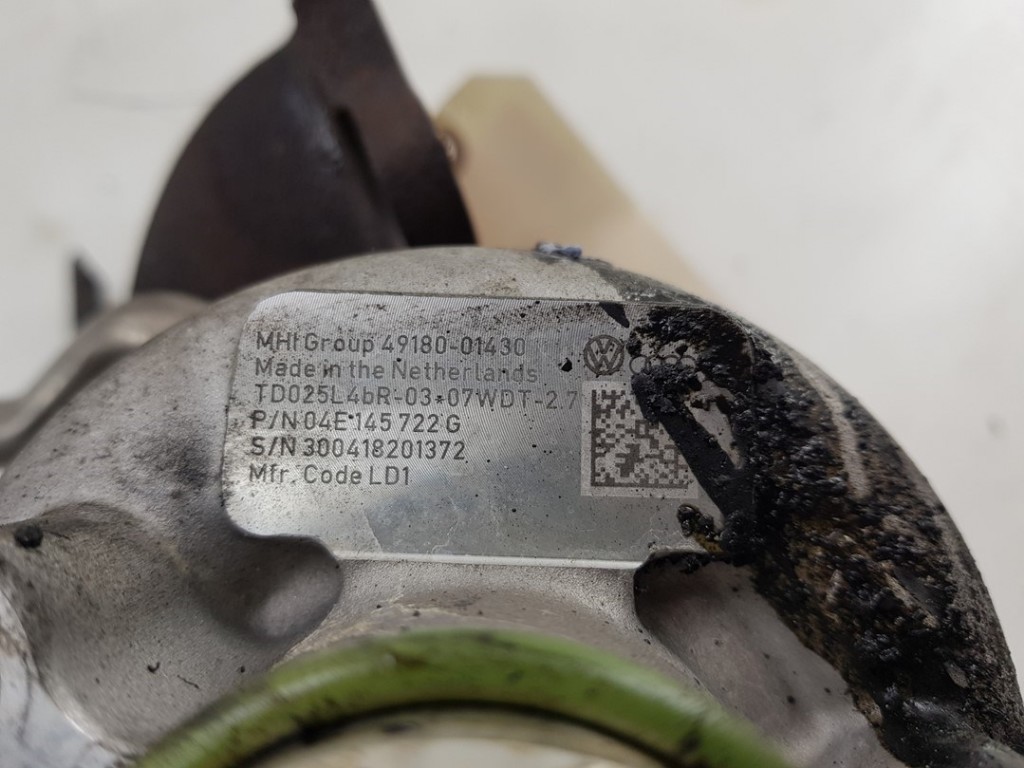 MHI Group 49180-01430
Made in the Netherlands
TD025L4bR-03-07WDT-2.7
P/N 04E 145 722 G
S/N 300418201372
Mfr. Code LD1